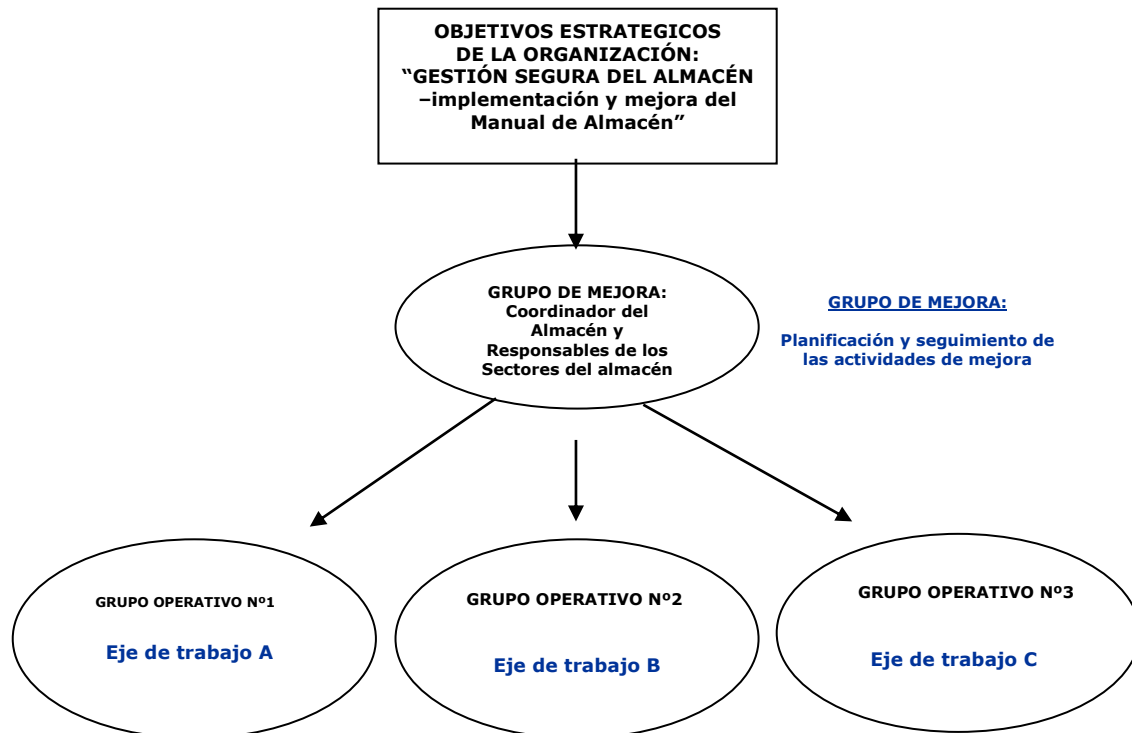 OBJETIVOS ESTRATEGICOS
DE LA ORGANIZACIÓN:
“GESTIÓN SEGURA DEL ALMACÉN
–implementación y mejora del
Manual de Almacén”
GRUPO DE MEJORA:
Coordinador del
Almacén y
Responsables de los
Sectores del almacén
GRUPO DE MEJORA:
Planificación y seguimiento de
las actividades de mejora
GRUPO OPERATIVO Nº1
Eje de trabajo A
GRUPO OPERATIVO Nº2
Eje de trabajo B
GRUPO OPERATIVO Nº3
Eje de trabajo C